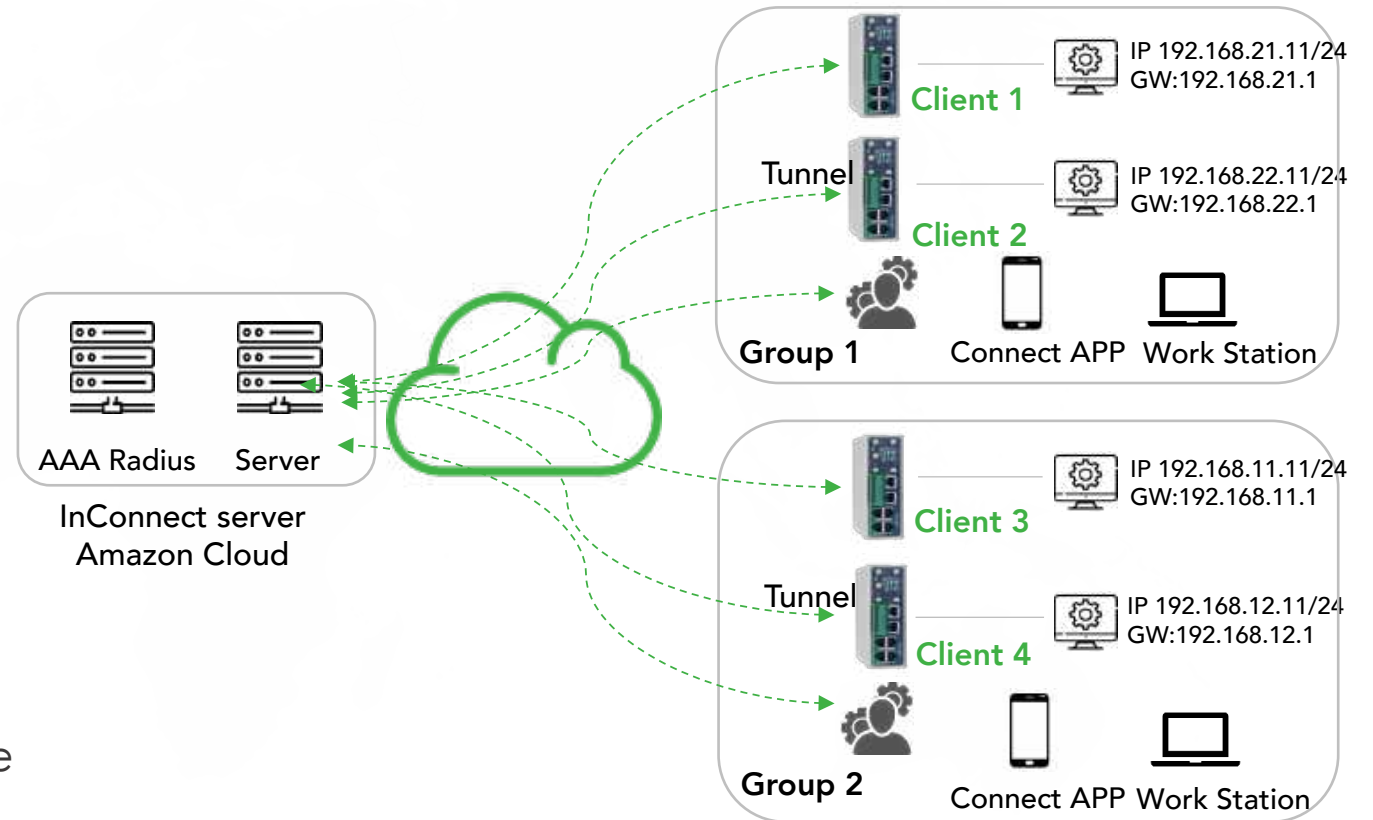 IP 192.168.21.11/24
GW:192.168.21.1
Client 1
Tunnel
IP 192.168.22.11/24
GW:192.168.22.1
Client 2
Group 1
Connect APP
Work Station
AAA Radius
Server
InConnect server
Amazon Cloud
IP 192.168.11.11/24
GW:192.168.11.1
Client 3
Tunnel
IP 192.168.12.11/24
GW:192.168.12.1
Client 4
e
Group 2
Connect APP
Work Station